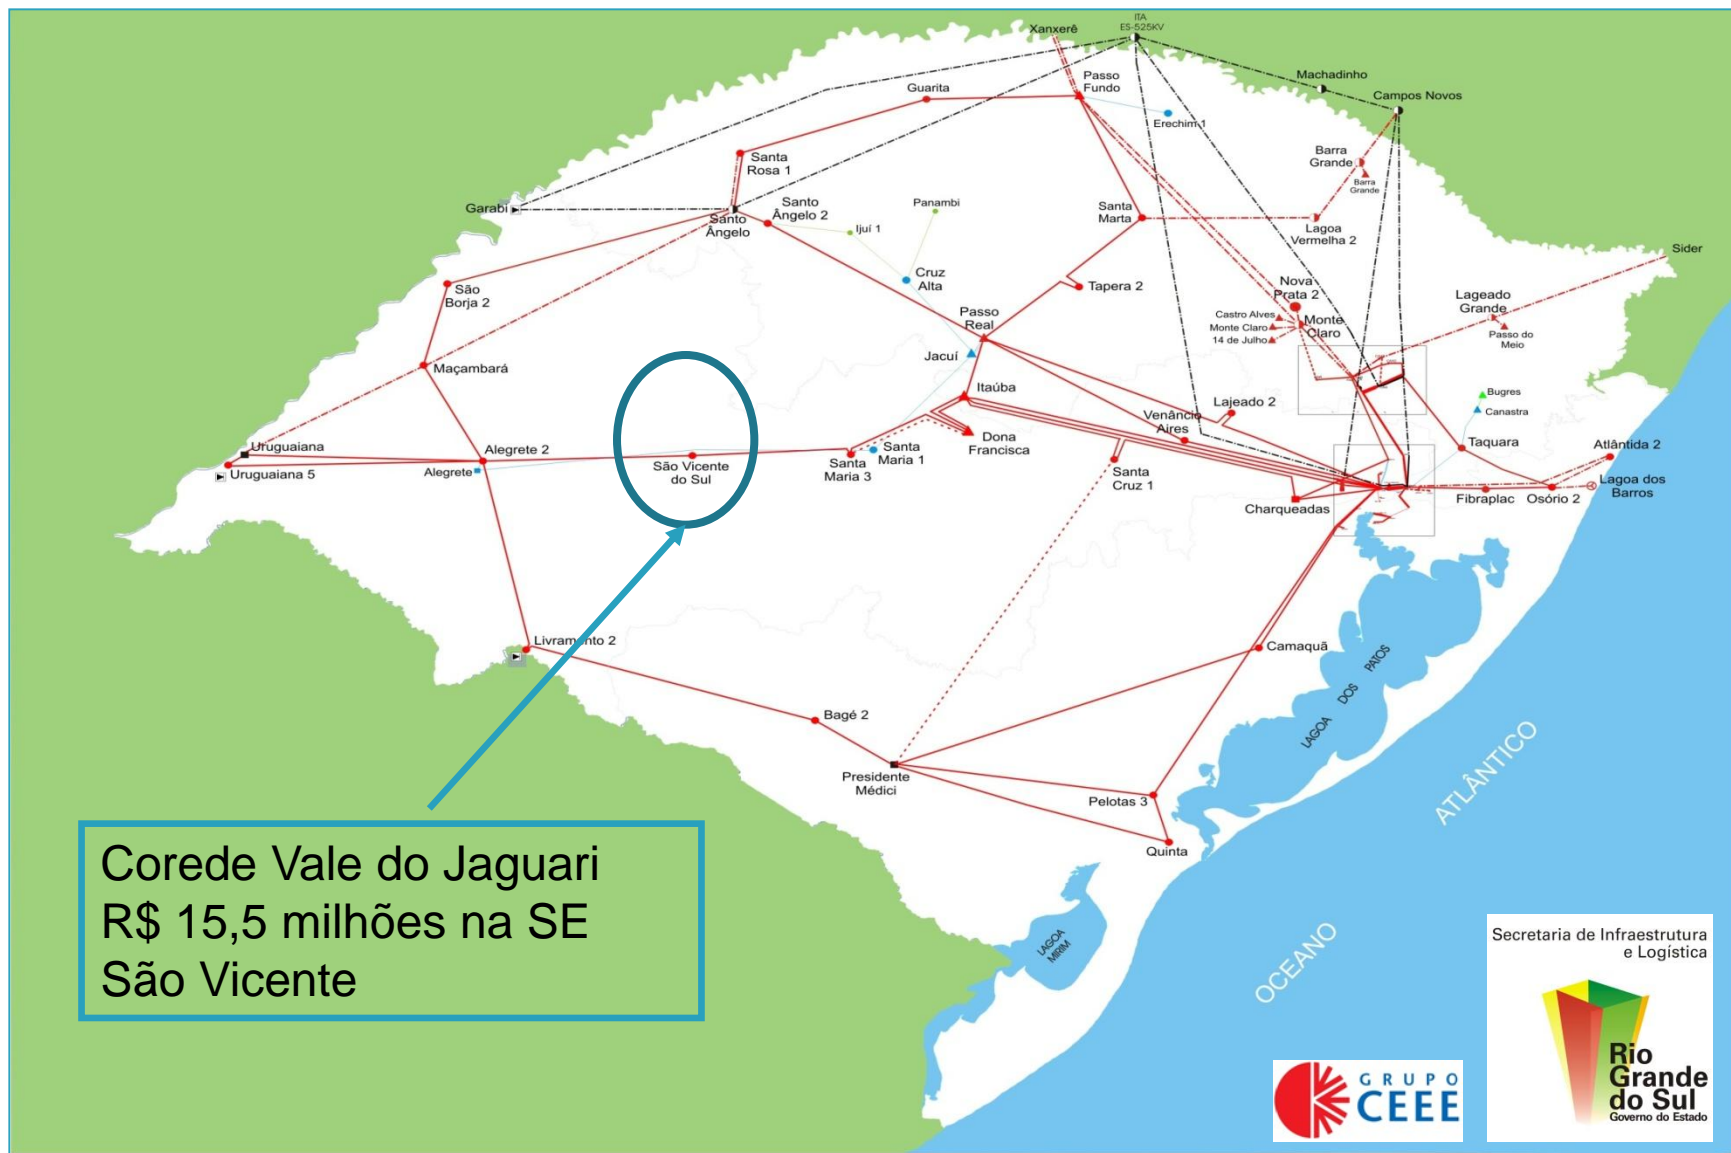 ITA
ES-525KV
Xanxerê
Machadinho
Passo
Fundo
Campos Novos
Guarita
Erechim 1
Barra
Grande
Barra
Grande
Santa
Rosa 1
Garabi
Santo
Ângelo
Santo
Ângelo 2
Panambi
Ijuí 1
Santa
Marta
Lagoa
Vermelha 2
Sider
Cruz
Alta
São
Borja 2
Tapera 2
Nova
Prata 2
Lageado
Grande
Castro Alves
Monte Claro
14 de Julho
Monte
Claro
Passo do
Meio
Passo
Real
Jacuí
Maçambará
Itaúba
Bugres
Canastra
Lajeado 2
Venâncio
Aires
Uruguaiana
Uruguaiana 5
Alegrete 2
Alegrete
São Vicente
do Sul
Santa
Maria 3
Santa
Maria 1
Dona
Francisca
Santa
Cruz 1
Taquara
Atlântida 2
Charqueadas
Fibraplac
Osório 2
Lagoa dos
Barros
Livramento 2
Camaquã
LAGOA DOS PATOS
Bagé 2
Presidente
Médici
Pelotas 3
Quinta
LAGOA
MIRIM
OCEANO ATLÂNTICO
Corede Vale do Jaguari
R$ 15,5 milhões na SE
São Vicente
GRUPO
CEEE
Secretaria de Infraestrutura
e Logística
Rio
Grande
do Sul
Governo do Estado